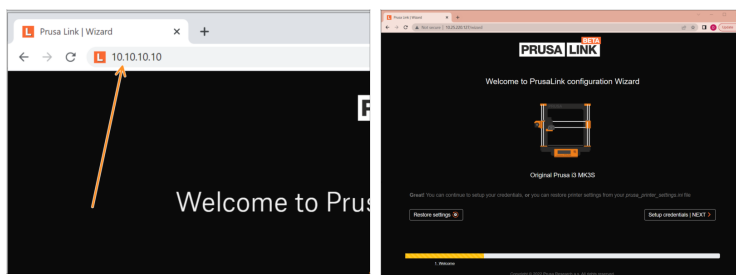 L Prusa Link | Wizard × +
L 10.10.10.10
Welcome to Prus
Prusa Link | Wizard
BETA
PRUSA LINK
Welcome to PrusaLink configuration Wizard
Original Prusa i3 MK3S
Great! You can continue to setup your credentials, or you can restore printer settings from your prusa_printer_settings.ini file.
Restore settings
Setup credentials | NEXT >
1. Welcome